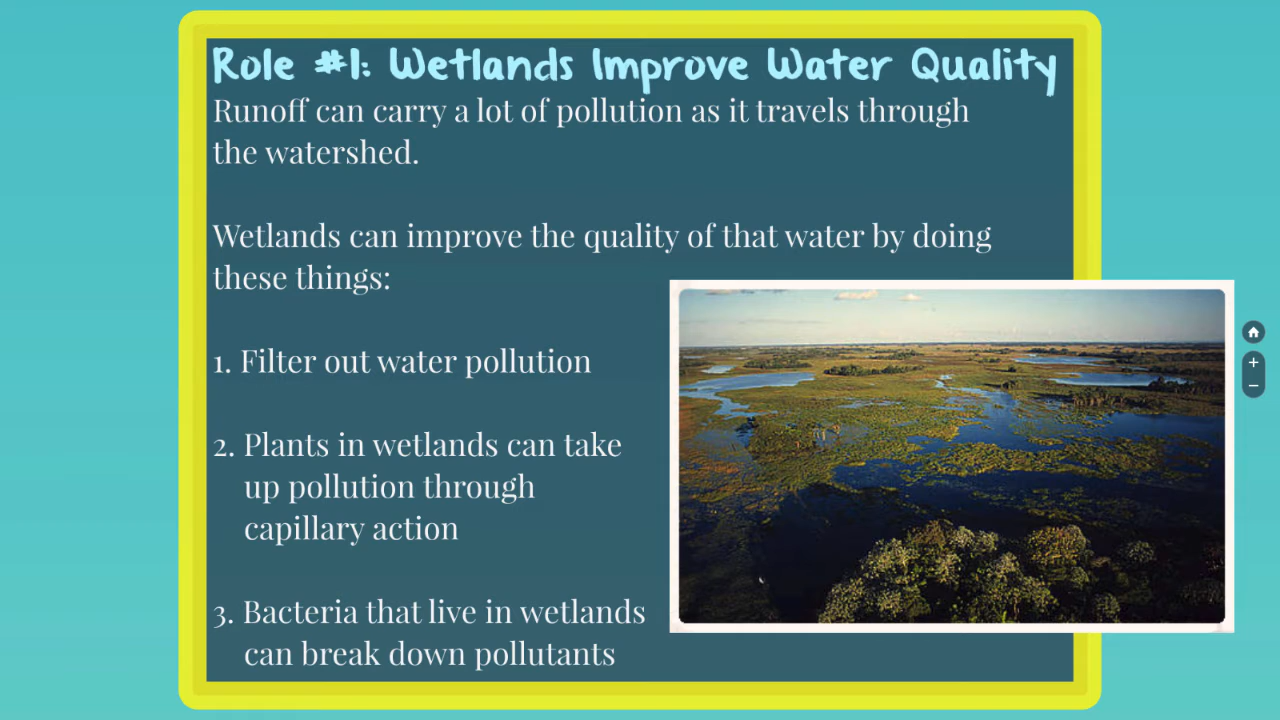 Role #1: Wetlands Improve Water Quality
Runoff can carry a lot of pollution as it travels through
the watershed.
Wetlands can improve the quality of that water by doing
these things:
1. Filter out water pollution
2. Plants in wetlands can take
up pollution through
capillary action
3. Bacteria that live in wetlands
can break down pollutants